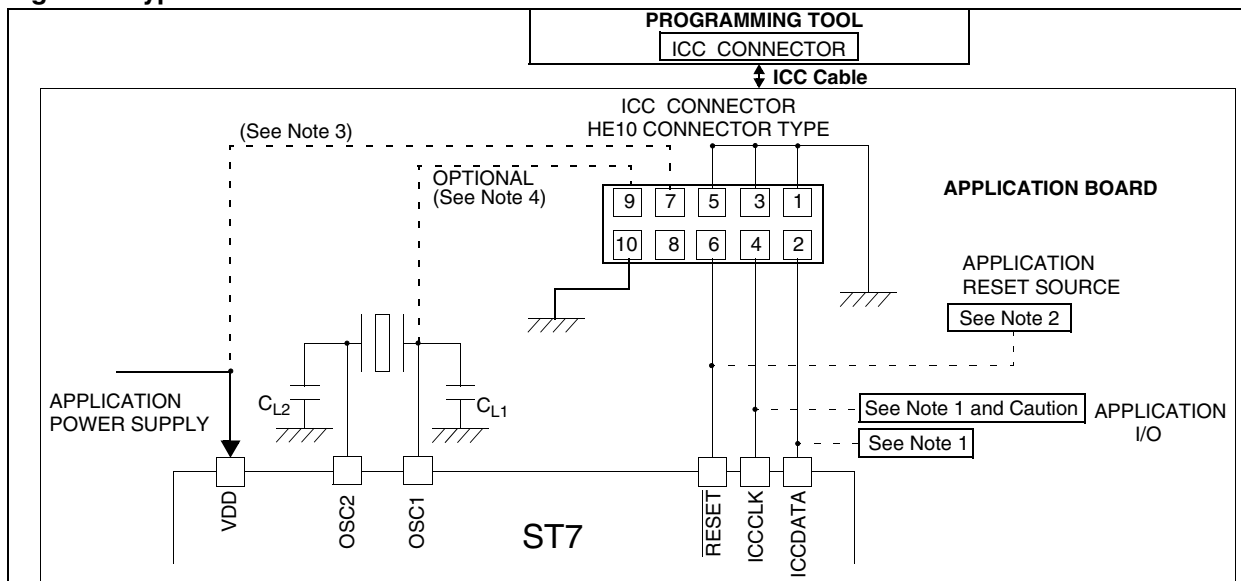 PROGRAMMING TOOL
ICC CONNECTOR
ICC Cable
ICC CONNECTOR
HE10 CONNECTOR TYPE
(See Note 3)
OPTIONAL
(See Note 4)
APPLICATION BOARD
9 7 5 3 1
10 8 6 4 2
APPLICATION
RESET SOURCE
See Note 2
APPLICATION
POWER SUPPLY
CL2
CL1
See Note 1 and Caution
APPLICATION
I/O
See Note 1
VDD
OSC2
OSC1
RESET
ICCCLK
ICCDATA
ST7